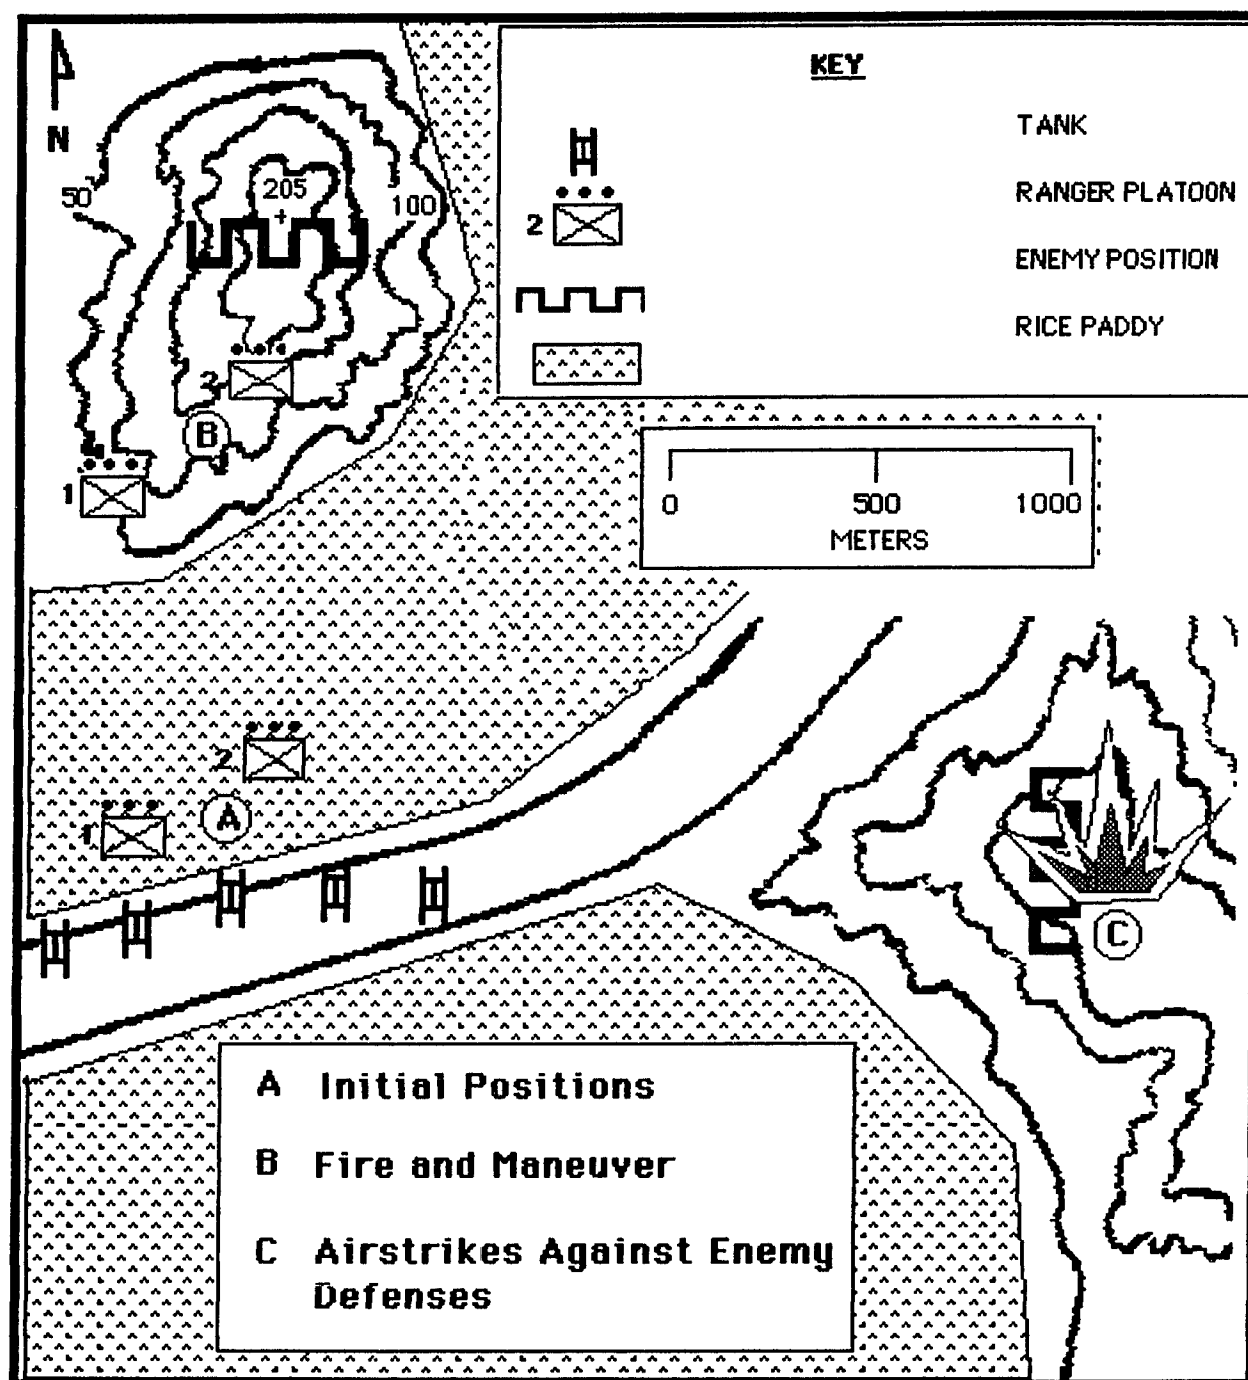 KEY
N
TANK
2 RANGER PLATOON
ENEMY POSITION
RICE PADDY
50
205
100
2
B
1
0 500 1000
METERS
2
1
A
C
A Initial Positions
B Fire and Maneuver
C Airstrikes Against Enemy
Defenses